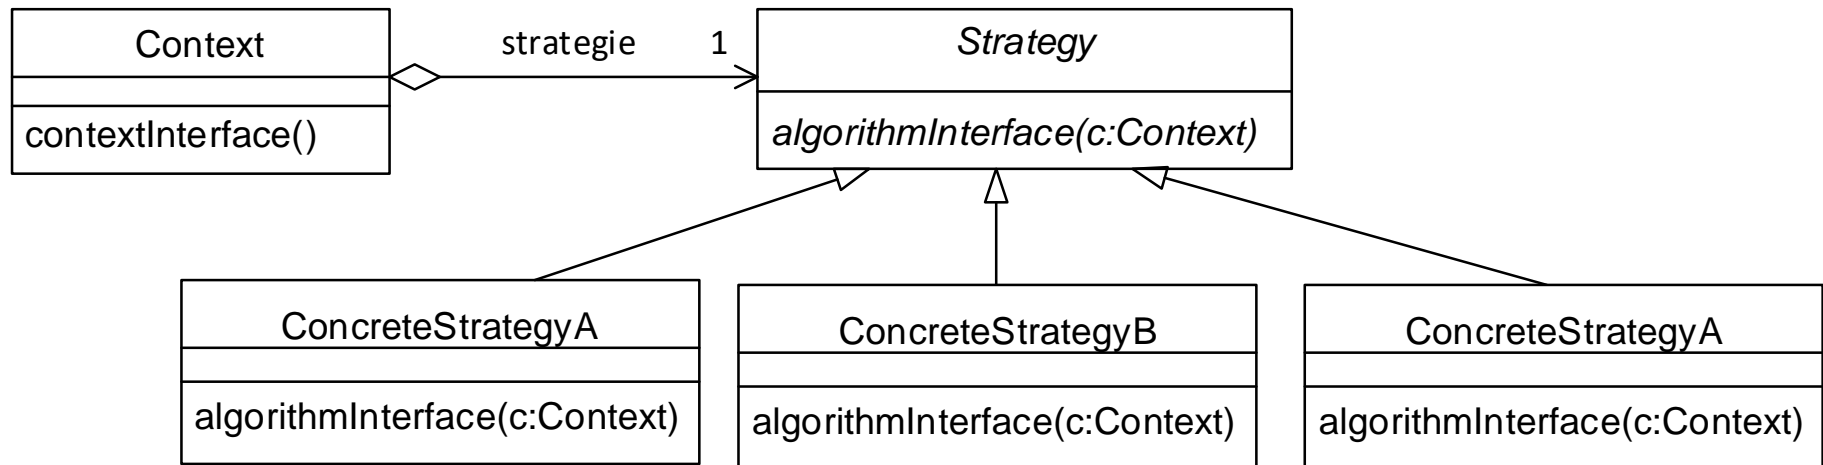 Context
strategie 1
Strategy
contextInterface()
algorithmInterface(c:Context)
ConcreteStrategyA
algorithmInterface(c:Context)
ConcreteStrategyB
algorithmInterface(c:Context)
ConcreteStrategyA
algorithmInterface(c:Context)